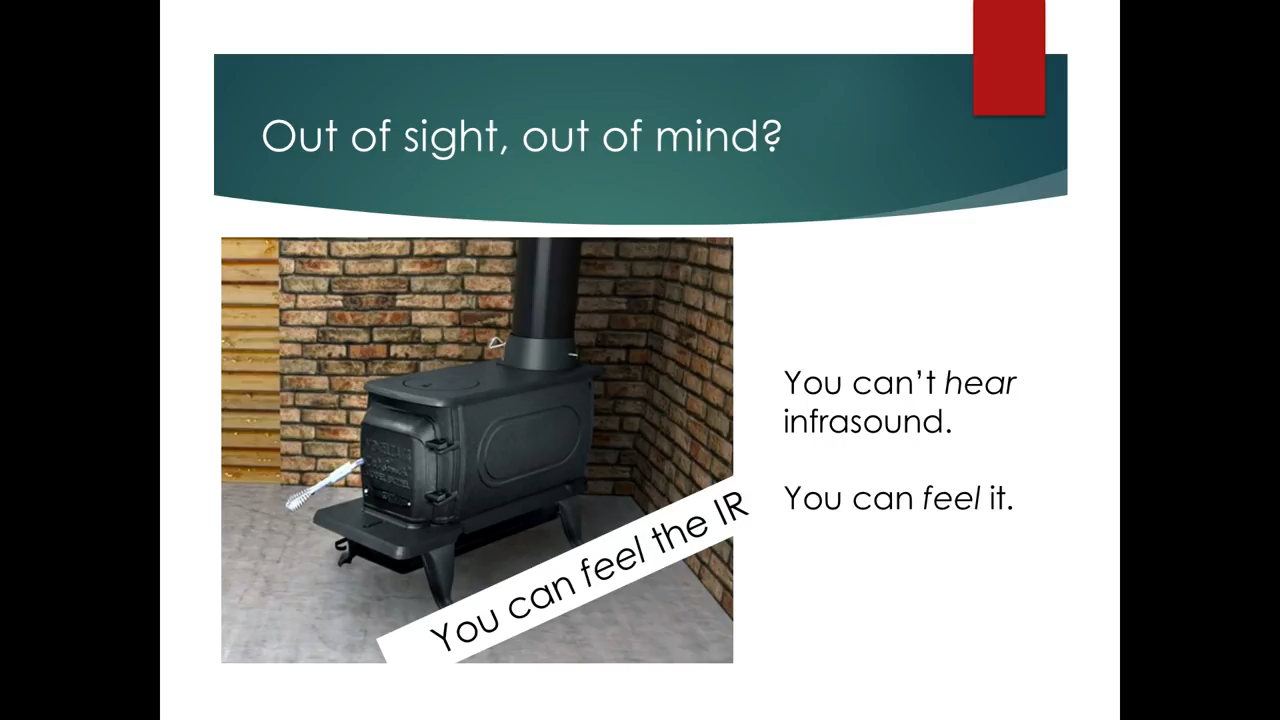 Out of sight, out of mind?
You can't hear
infrasound.
You can feel it.
You can feel the IR